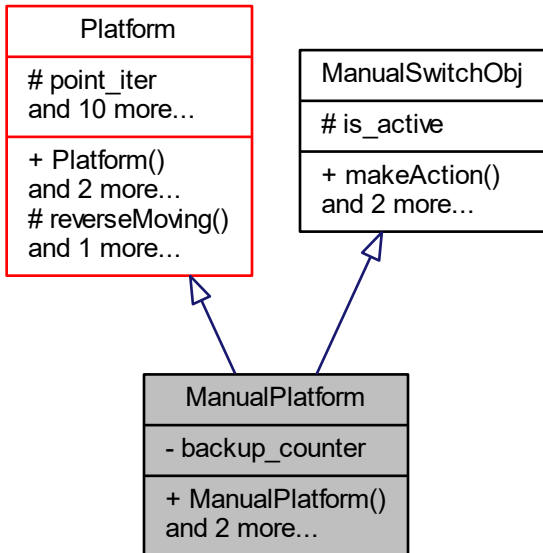 Platform
# point_iter
and 10 more...
+ Platform()
and 2 more...
# reverseMoving()
and 1 more...
ManualSwitchObj
# is_active
+ makeAction()
and 2 more...
ManualPlatform
- backup_counter
+ ManualPlatform()
and 2 more...